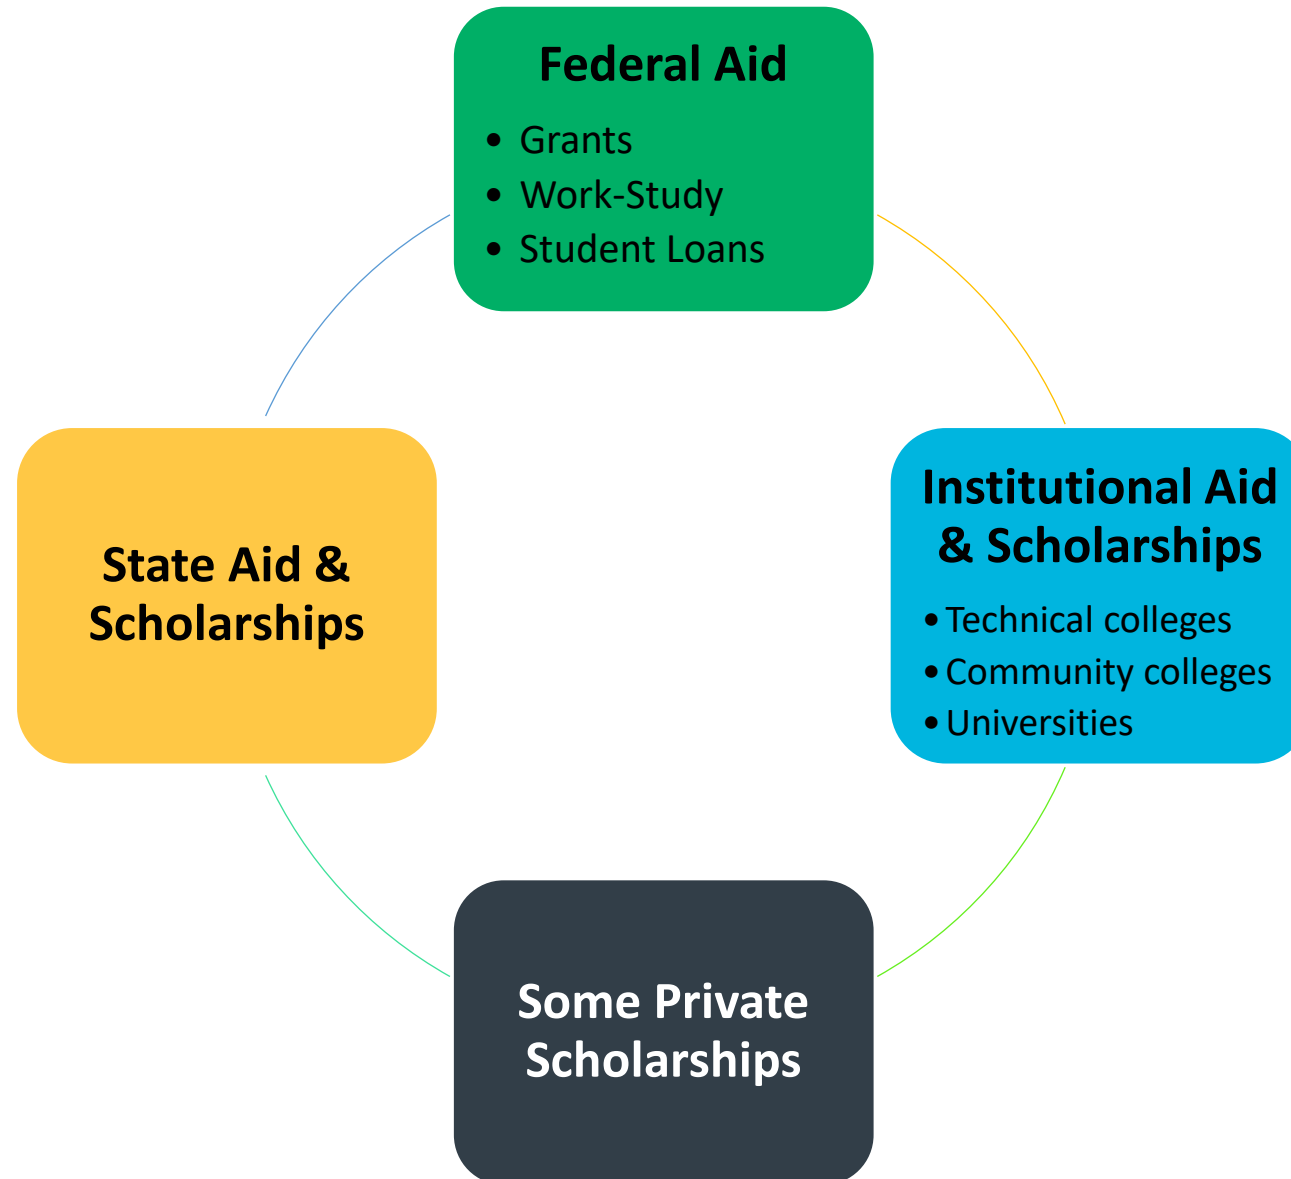 Federal Aid
• Grants
• Work-Study
• Student Loans
Institutional Aid
& Scholarships
• Technical colleges
• Community colleges
• Universities
State Aid &
Scholarships
Some Private
Scholarships